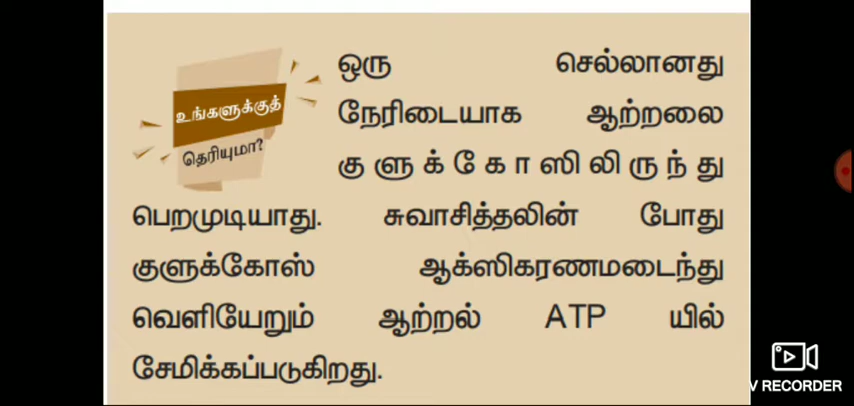 உங்களுக்குத்
தெரியுமா?
ஒரு செல்லானது
நேரிடையாக ஆற்றலை
குளுக்கோஸிலிருந்து
பெறமுடியாது. சுவாசித்தலின் போது
குளுக்கோஸ் ஆக்ஸிகரணமடைந்து
வெளியேறும் ஆற்றல் ATP யில்
சேமிக்கப்படுகிறது.
V RECORDER